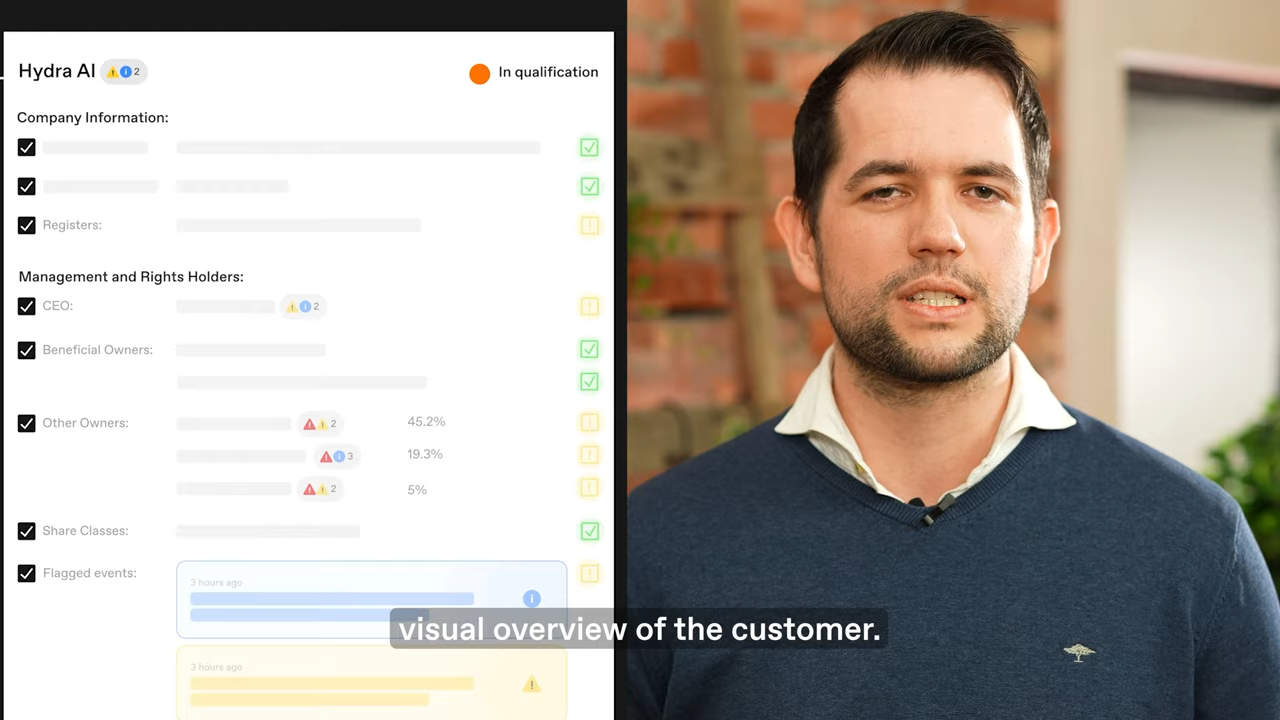 Hydra AI 2 In qualification
Company Information:
Registers:
Management and Rights Holders:
CEO: 2
Beneficial Owners:
Other Owners: 2 45.2%
3 19.3%
2 5%
Share Classes:
Flagged events:
3 hours ago
visual overview of the customer.
3 hours ago